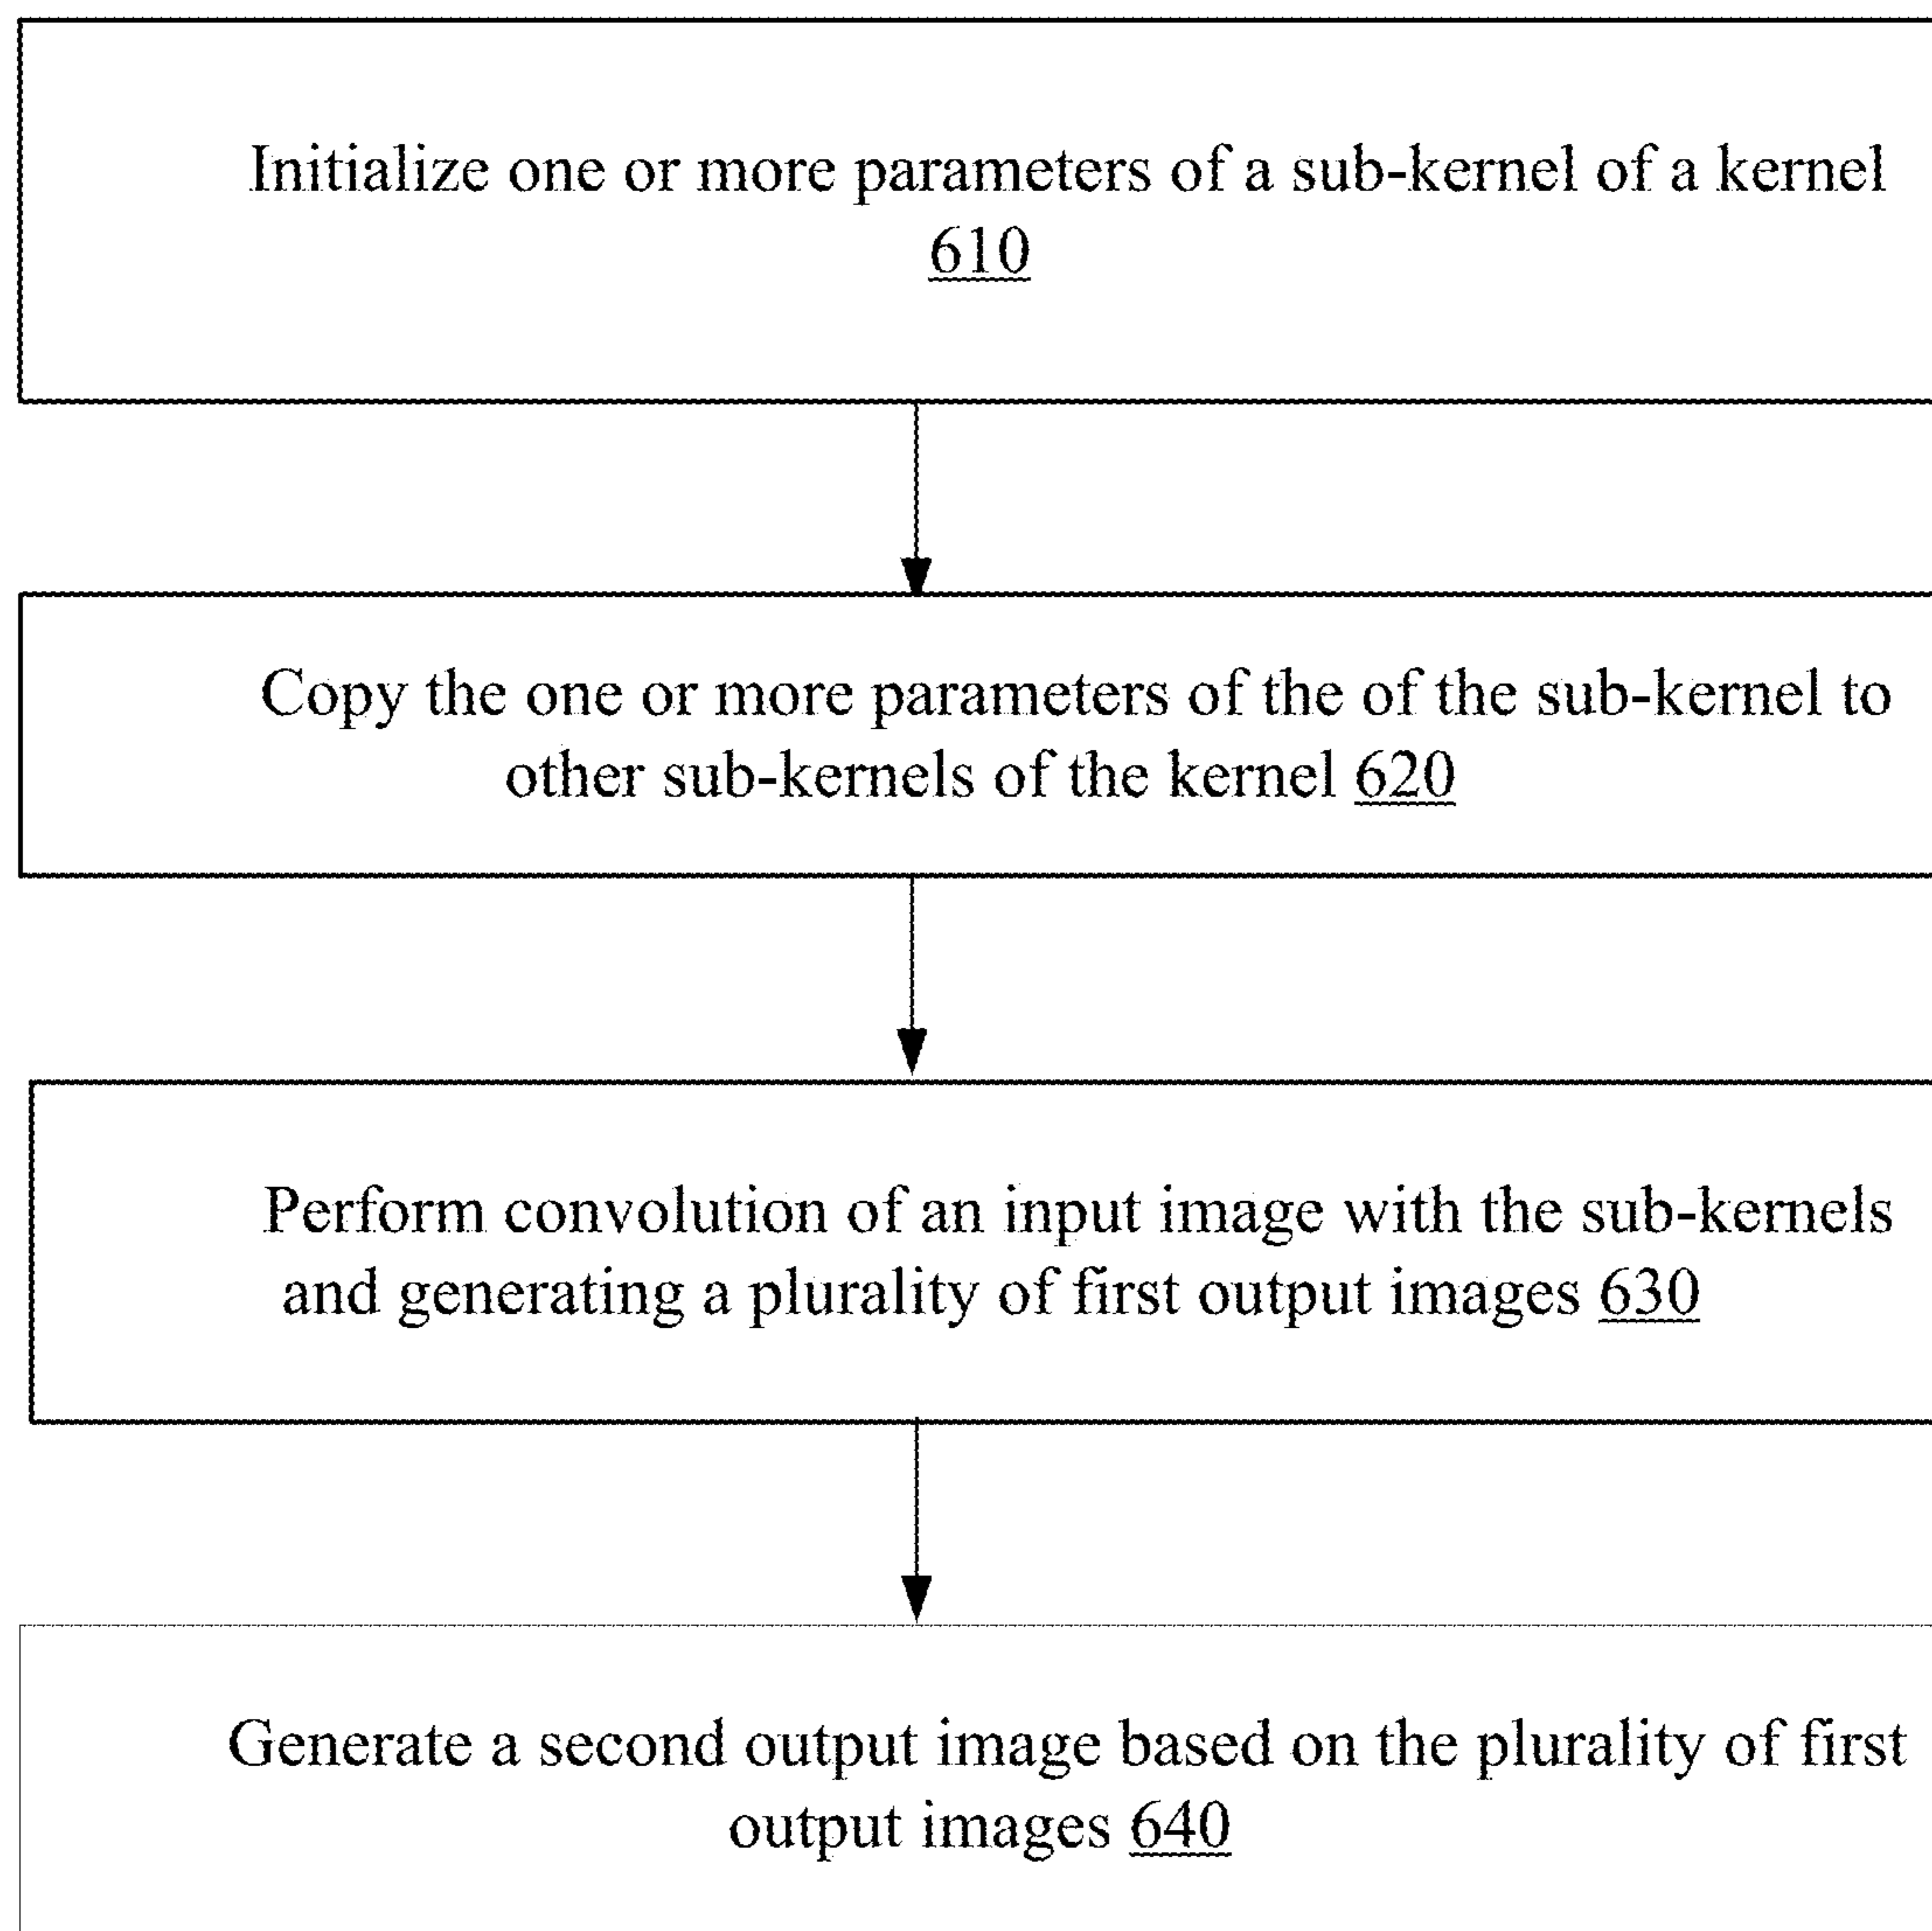 Initialize one or more parameters of a sub-kernel of a kernel
610
Copy the one or more parameters of the of the sub-kernel to
other sub-kernels of the kernel 620
Perform convolution of an input image with the sub-kernels
and generating a plurality of first output images 630
Generate a second output image based on the plurality of first
output images 640